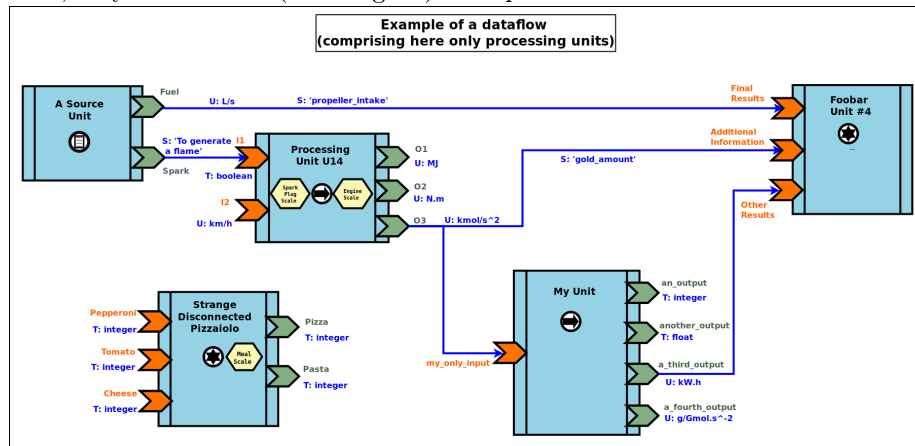 Example of a dataflow
(comprising here only processing units)
A Source
Unit
Fuel
U: L/s
S: 'propeller_intake'
Final
Results
Foobar
Unit #4
...
S: 'To generate
a flame'
Spark
I1
T: boolean
I2
U: km/h
Processing
Unit U14
Spark
Plug
Scale
Engine
Scale
O1
U: MJ
O2
U: N.m
O3
U: kmol/s^2
Additional
Information
S: 'gold_amount'
Other
Results
Pepperoni
T: integer
Tomato
T: integer
Cheese
T: integer
Strange
Disconnected
Pizzaiolo
Meal
Scale
Pizza
T: integer
Pasta
T: integer
my_only_input
My Unit
an_output
T: integer
another_output
T: float
a_third_output
U: kW.h
a_fourth_output
U: g/Gmol.s^-2